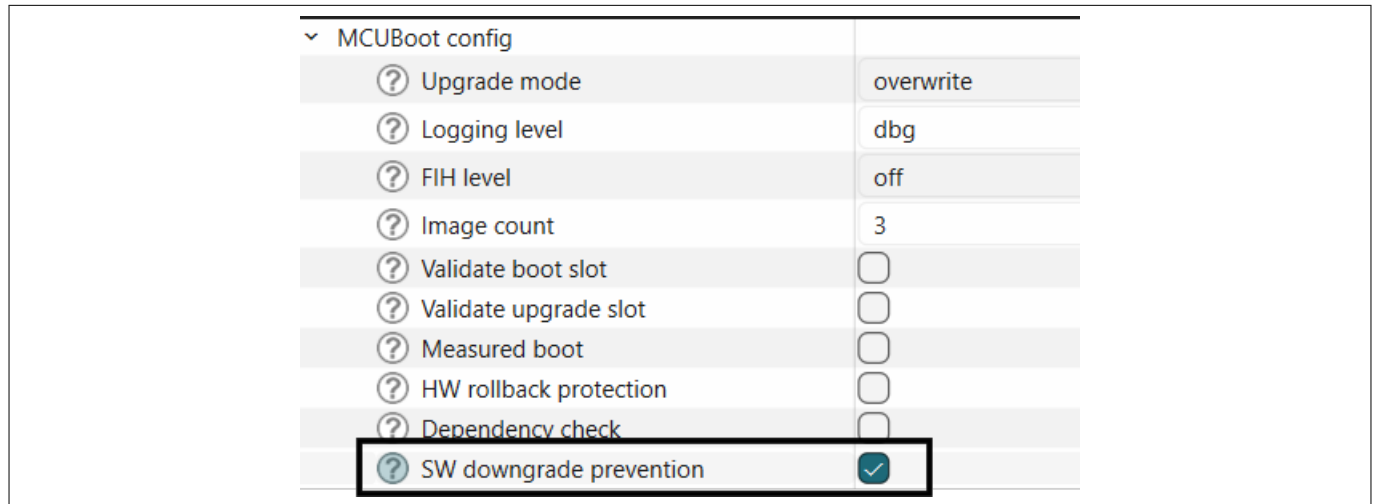 MCUBoot config
? Upgrade mode overwrite
? Logging level dbg
? FIH level off
? Image count 3
? Validate boot slot
? Validate upgrade slot
? Measured boot
? HW rollback protection
? Dependency check
? SW downgrade prevention